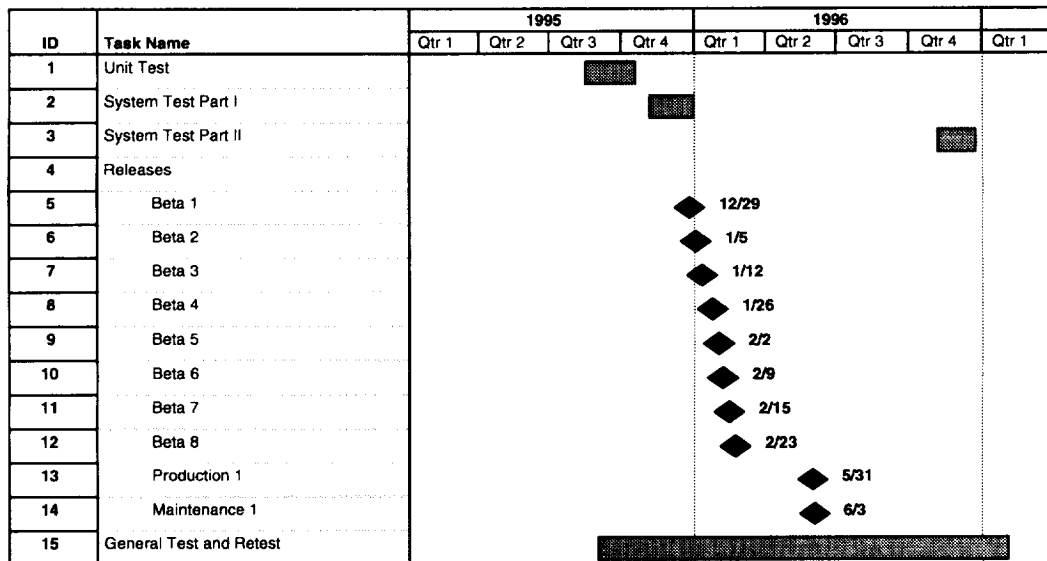 1995 1996
ID Task Name Qtr 1 Qtr 2 Qtr 3 Qtr 4 Qtr 1 Qtr 2 Qtr 3 Qtr 4 Qtr 1
1 Unit Test
2 System Test Part I
3 System Test Part II
4 Releases
5 Beta 1 12/29
6 Beta 2 1/5
7 Beta 3 1/12
8 Beta 4 1/26
9 Beta 5 2/2
10 Beta 6 2/9
11 Beta 7 2/15
12 Beta 8 2/23
13 Production 1 5/31
14 Maintenance 1 6/3
15 General Test and Retest